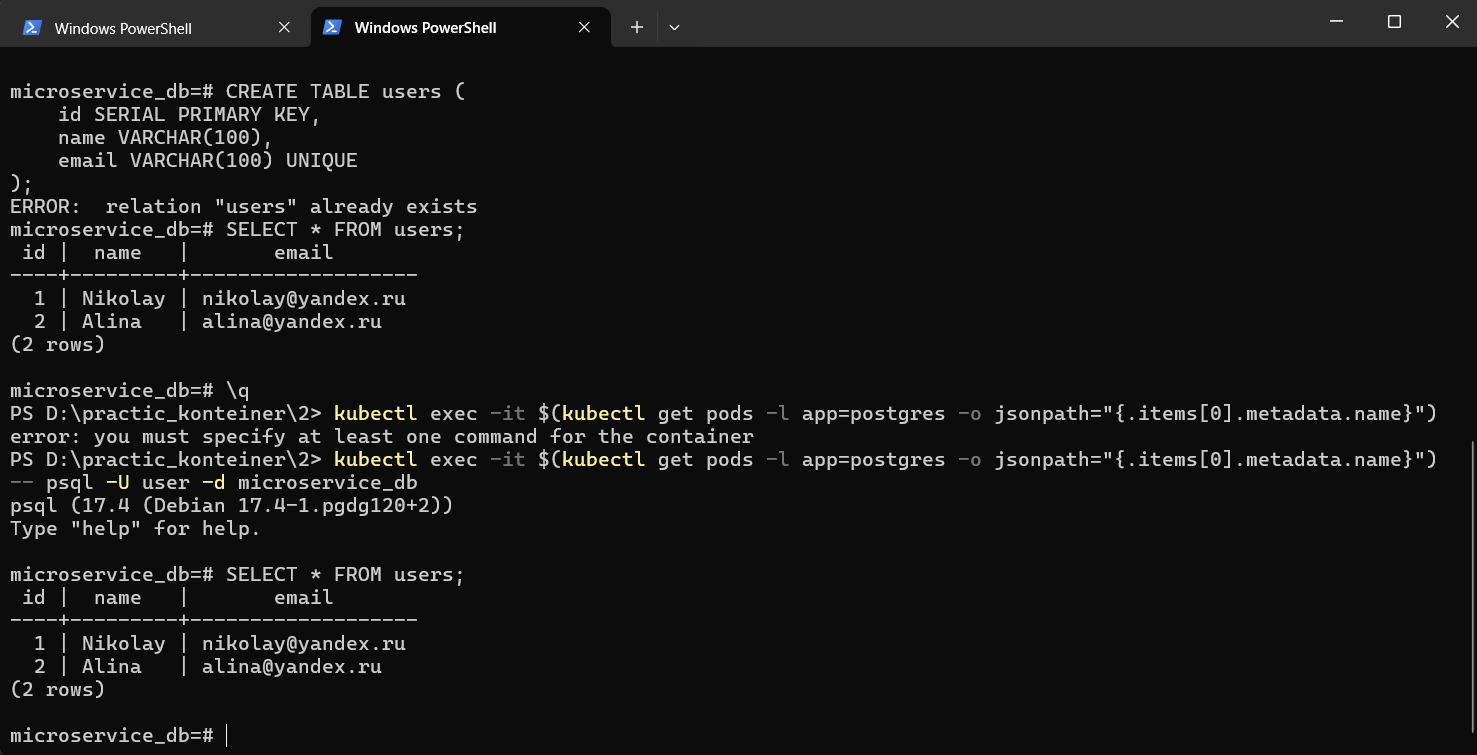 Windows PowerShell
Windows PowerShell
microservice_db=# CREATE TABLE users (
    id SERIAL PRIMARY KEY,
    name VARCHAR(100),
    email VARCHAR(100) UNIQUE
);
ERROR:  relation "users" already exists
microservice_db=# SELECT * FROM users;
 id |  name   |       email
----+---------+-------------------
  1 | Nikolay | nikolay@yandex.ru
  2 | Alina   | alina@yandex.ru
(2 rows)
microservice_db=# \q
PS D:\practic_konteiner\2> kubectl exec -it $(kubectl get pods -l app=postgres -o jsonpath="{.items[0].metadata.name}")
error: you must specify at least one command for the container
PS D:\practic_konteiner\2> kubectl exec -it $(kubectl get pods -l app=postgres -o jsonpath="{.items[0].metadata.name}")
-- psql -U user -d microservice_db
psql (17.4 (Debian 17.4-1.pgdg120+2))
Type "help" for help.
microservice_db=# SELECT * FROM users;
 id |  name   |       email
----+---------+-------------------
  1 | Nikolay | nikolay@yandex.ru
  2 | Alina   | alina@yandex.ru
(2 rows)
microservice_db=#